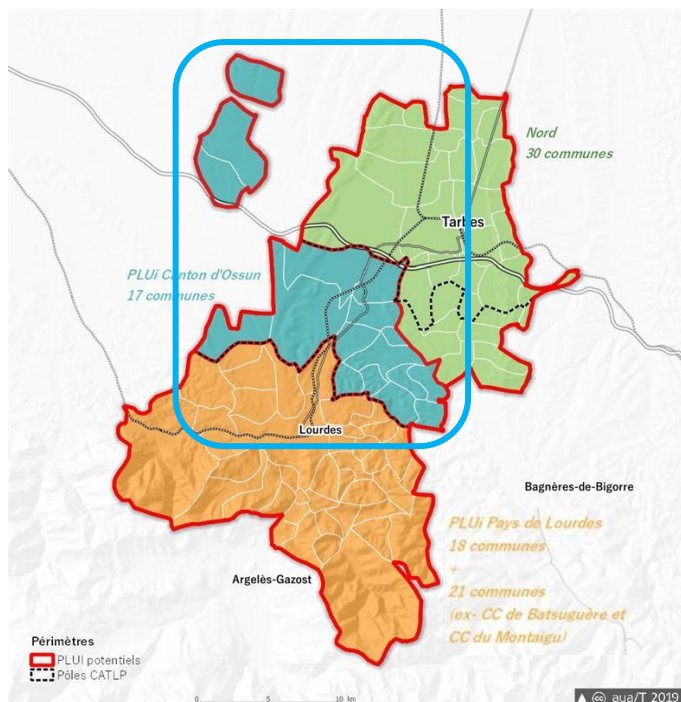 Nord
30 communes
Tarbes
PLUi Canton d'Ossun
17 communes
Lourdes
Bagnères-de-Bigorre
PLUi Pays de Lourdes
18 communes
+
21 communes
(ex- CC de Batsuguère et
CC du Montaigu)
Argelès-Gazost
Périmètres
PLUI potentiels
Pôles CATLP
0 5 10 km
cc aua/T 2019